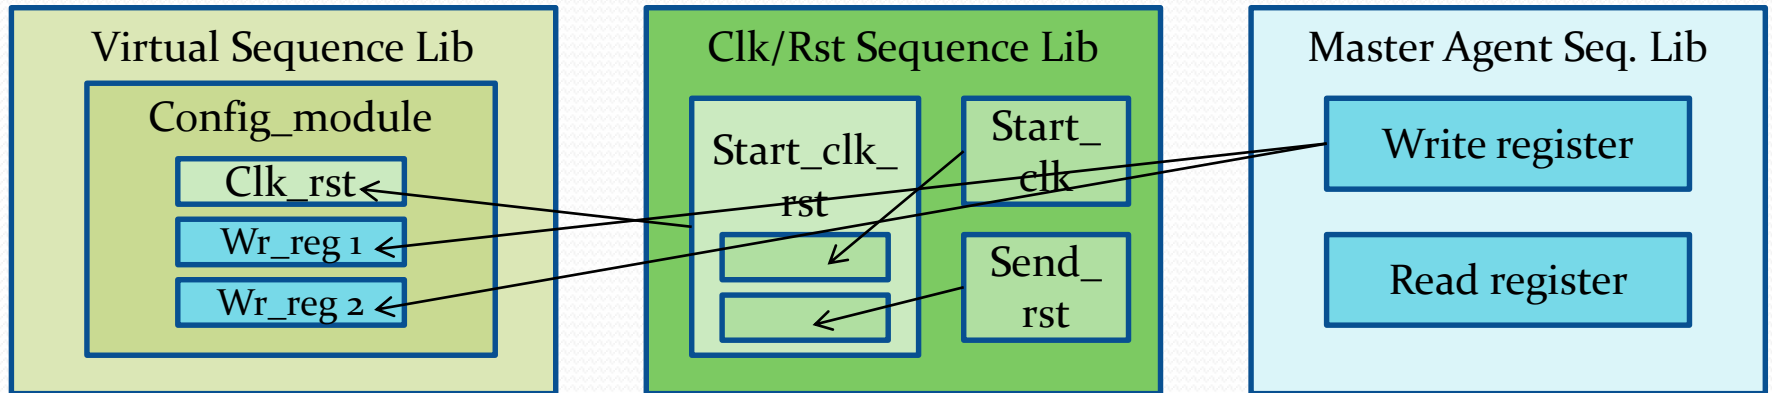 Virtual Sequence Lib
Config_module
Clk_rst
Wr_reg 1
Wr_reg 2
Clk/Rst Sequence Lib
Start_clk_
rst
Start_
clk
Send_
rst
Master Agent Seq. Lib
Write register
Read register